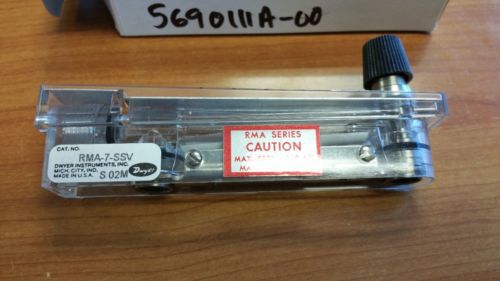 5690111A-00
RMA SERIES
CAUTION
CAT. NO.
RMA-7-SSV
DWYER INSTRUMENTS, INC.
MICH. CITY, IND.
MADE IN U.S.A. S 02M
Dwyer